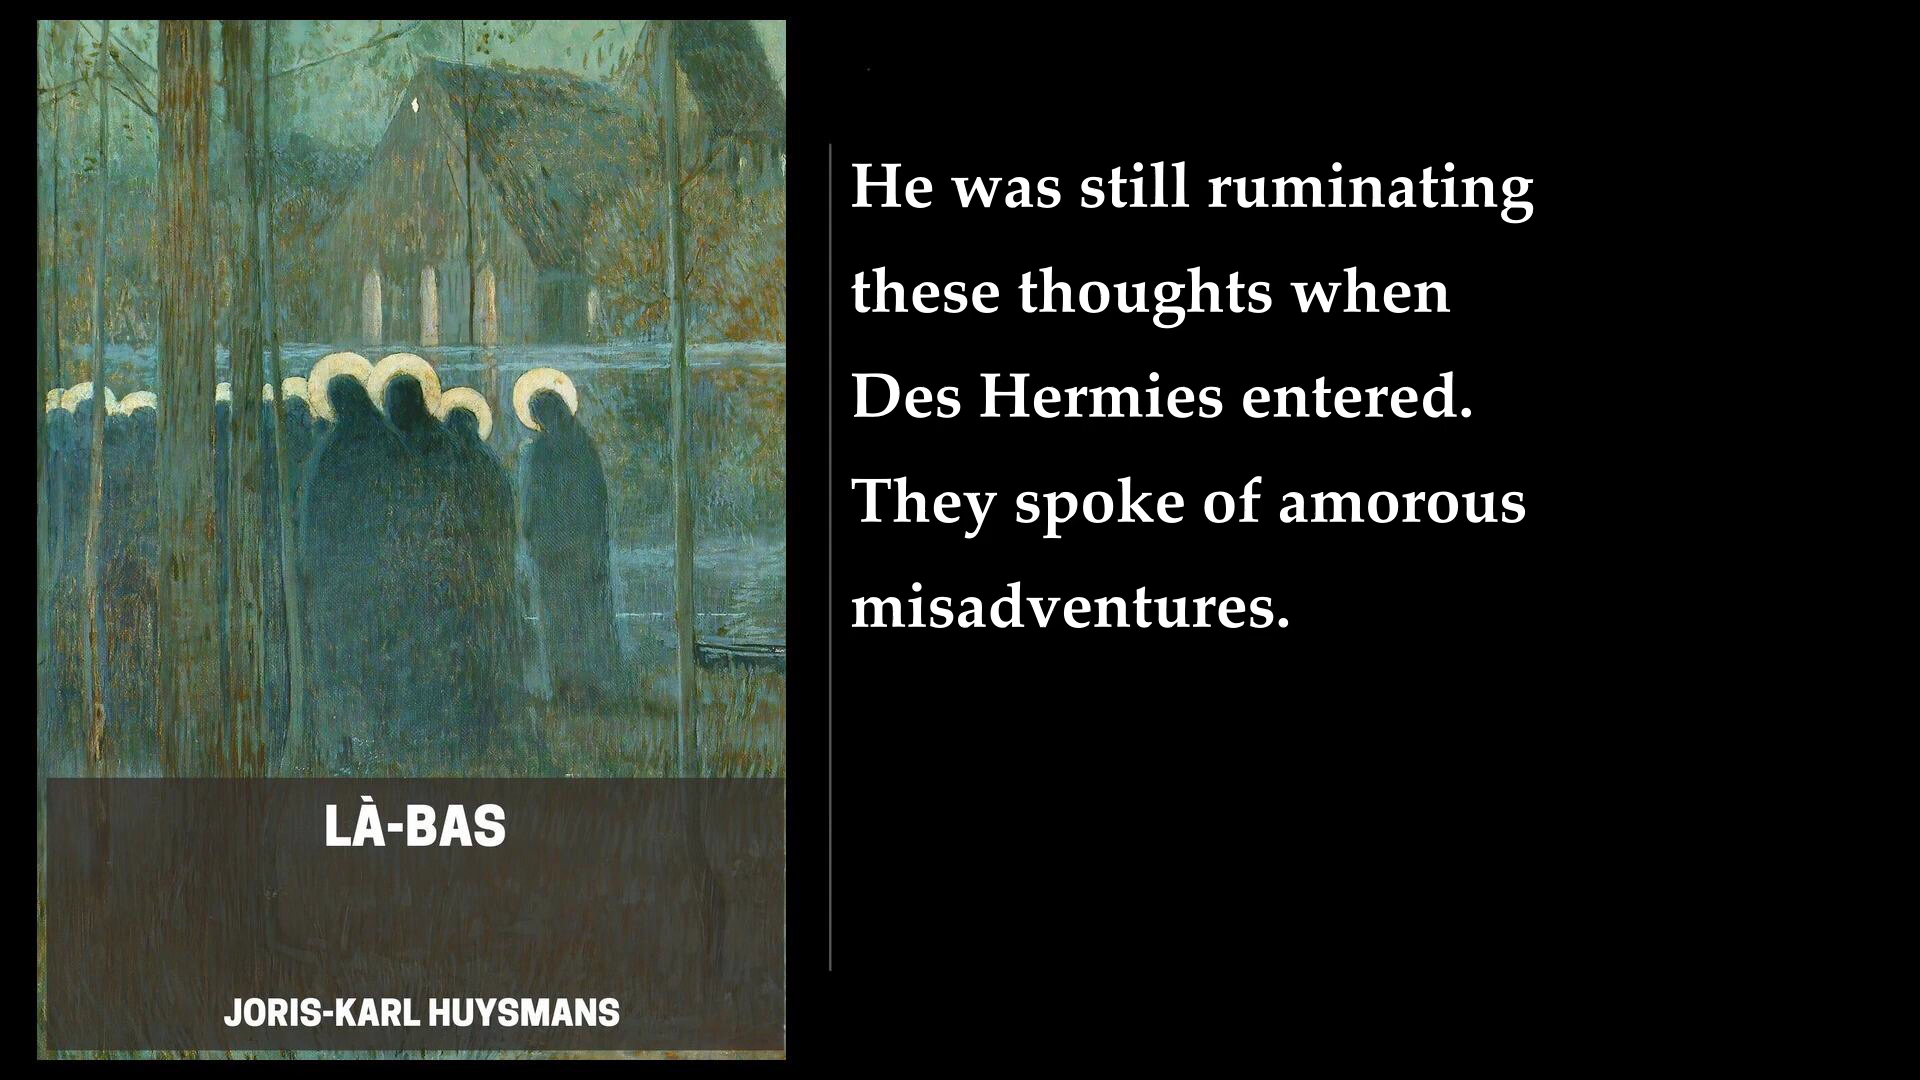 LÀ-BAS
JORIS-KARL HUYSMANS
He was still ruminating
these thoughts when
Des Hermies entered.
They spoke of amorous
misadventures.